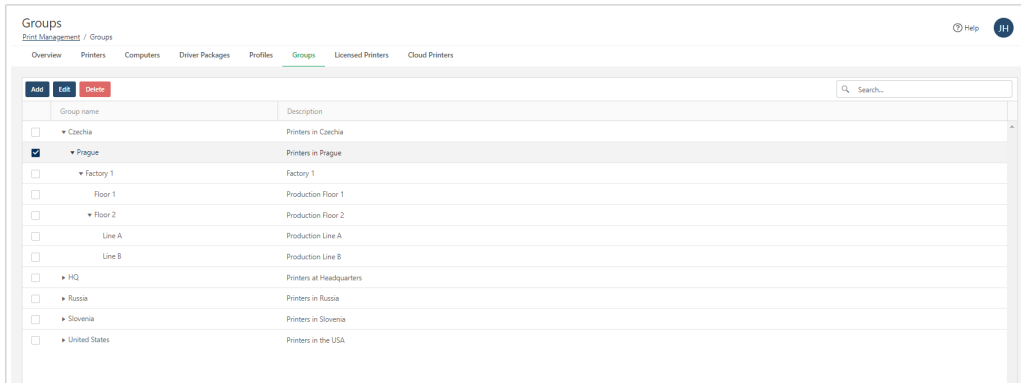 Groups
Print Management / Groups
Help
JH
Overview Printers Computers Driver Packages Profiles Groups Licensed Printers Cloud Printers
Add Edit Delete
Search...
Group name Description
Czechia Printers in Czechia
Prague Printers in Prague
Factory 1 Factory 1
Floor 1 Production Floor 1
Floor 2 Production Floor 2
Line A Production Line A
Line B Production Line B
HQ Printers at Headquarters
Russia Printers in Russia
Slovenia Printers in Slovenia
United States Printers in the USA